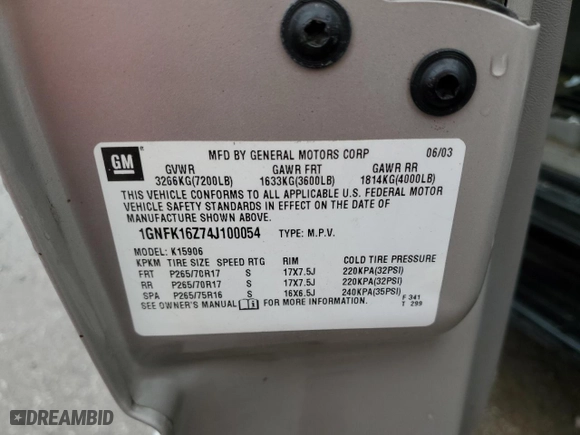 GM
MFD BY GENERAL MOTORS CORP 06/03
GVWR GAWR FRT GAWR RR
3266KG(7200LB) 1633KG(3600LB) 1814KG(4000LB)
THIS VEHICLE CONFORMS TO ALL APPLICABLE U.S. FEDERAL MOTOR
VEHICLE SAFETY STANDARDS IN EFFECT ON THE DATE OF
MANUFACTURE SHOWN ABOVE.
1GNFK16Z74J100054 TYPE: M.P.V.
MODEL: K15906
KPKM TIRE SIZE SPEED RTG RIM COLD TIRE PRESSURE
FRT P265/70R17 S 17X7.5J 220KPA(32PSI)
RR P265/70R17 S 17X7.5J 220KPA(32PSI)
SPA P265/75R16 S 16X6.5J 240KPA(35PSI)
SEE OWNER'S MANUAL FOR MORE INFORMATION.
F 341
T 299
DREAMBID